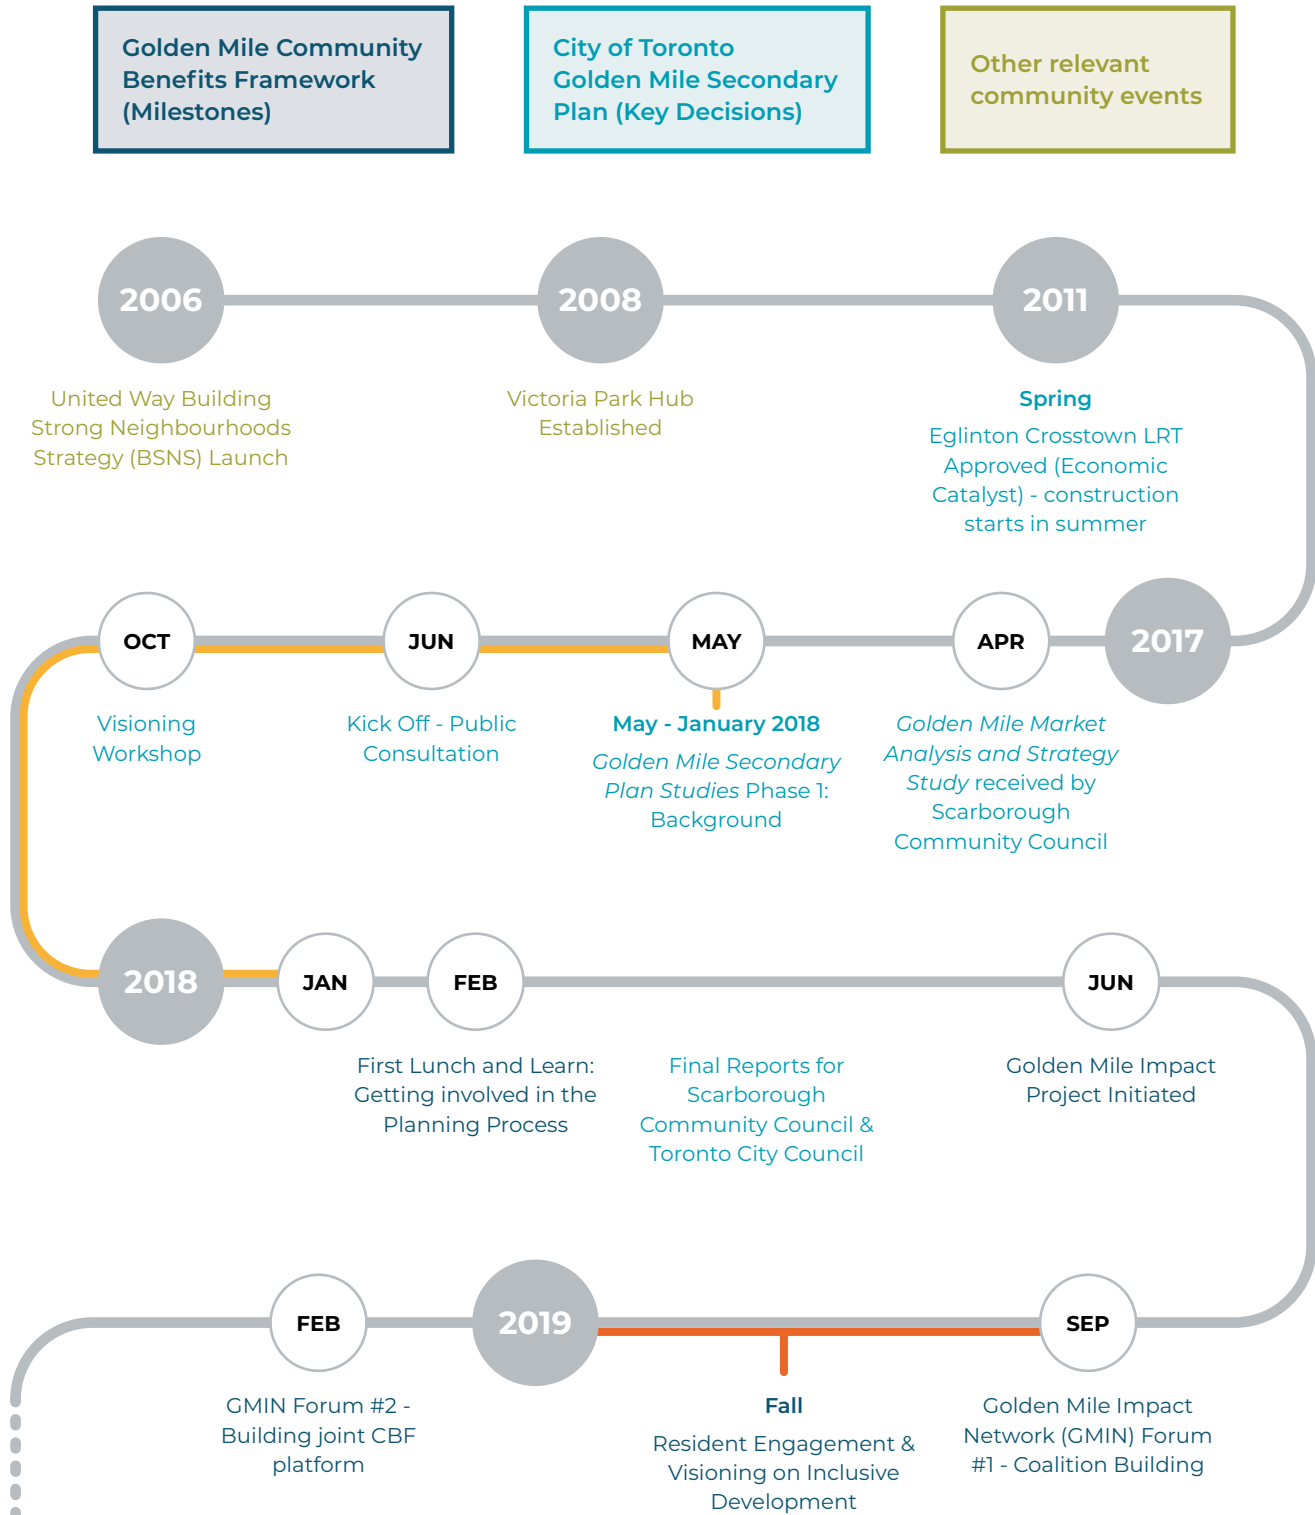 Golden Mile Community
Benefits Framework
(Milestones)
City of Toronto
Golden Mile Secondary
Plan (Key Decisions)
Other relevant
community events
2006
2008
2011
United Way Building
Strong Neighbourhoods
Strategy (BSNS) Launch
Victoria Park Hub
Established
Spring
Eglinton Crosstown LRT
Approved (Economic
Catalyst) - construction
starts in summer
2017
APR
MAY
JUN
OCT
Golden Mile Market
Analysis and Strategy
Study received by
Scarborough
Community Council
May - January 2018
Golden Mile Secondary
Plan Studies Phase 1:
Background
Kick Off - Public
Consultation
Visioning
Workshop
2018
JAN
FEB
JUN
First Lunch and Learn:
Getting involved in the
Planning Process
Final Reports for
Scarborough
Community Council &
Toronto City Council
Golden Mile Impact
Project Initiated
SEP
2019
FEB
Golden Mile Impact
Network (GMIN) Forum
#1 - Coalition Building
Fall
Resident Engagement &
Visioning on Inclusive
Development
GMIN Forum #2 -
Building joint CBF
platform